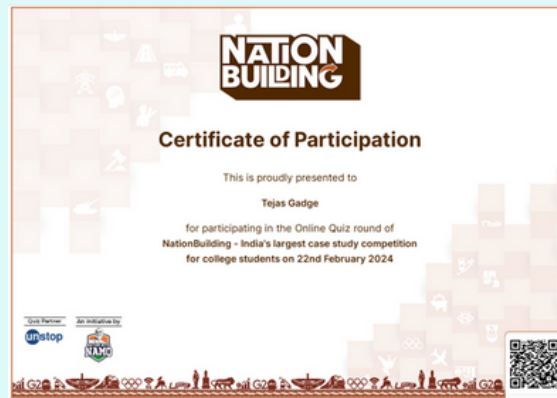 NATION
BUILDING
Certificate of Participation
This is proudly presented to
Tejas Gadge
for participating in the Online Quiz round of
NationBuilding - India's largest case study competition
for college students on 22nd February 2024
Quiz Partner
An initiative by
unstop
NAMO